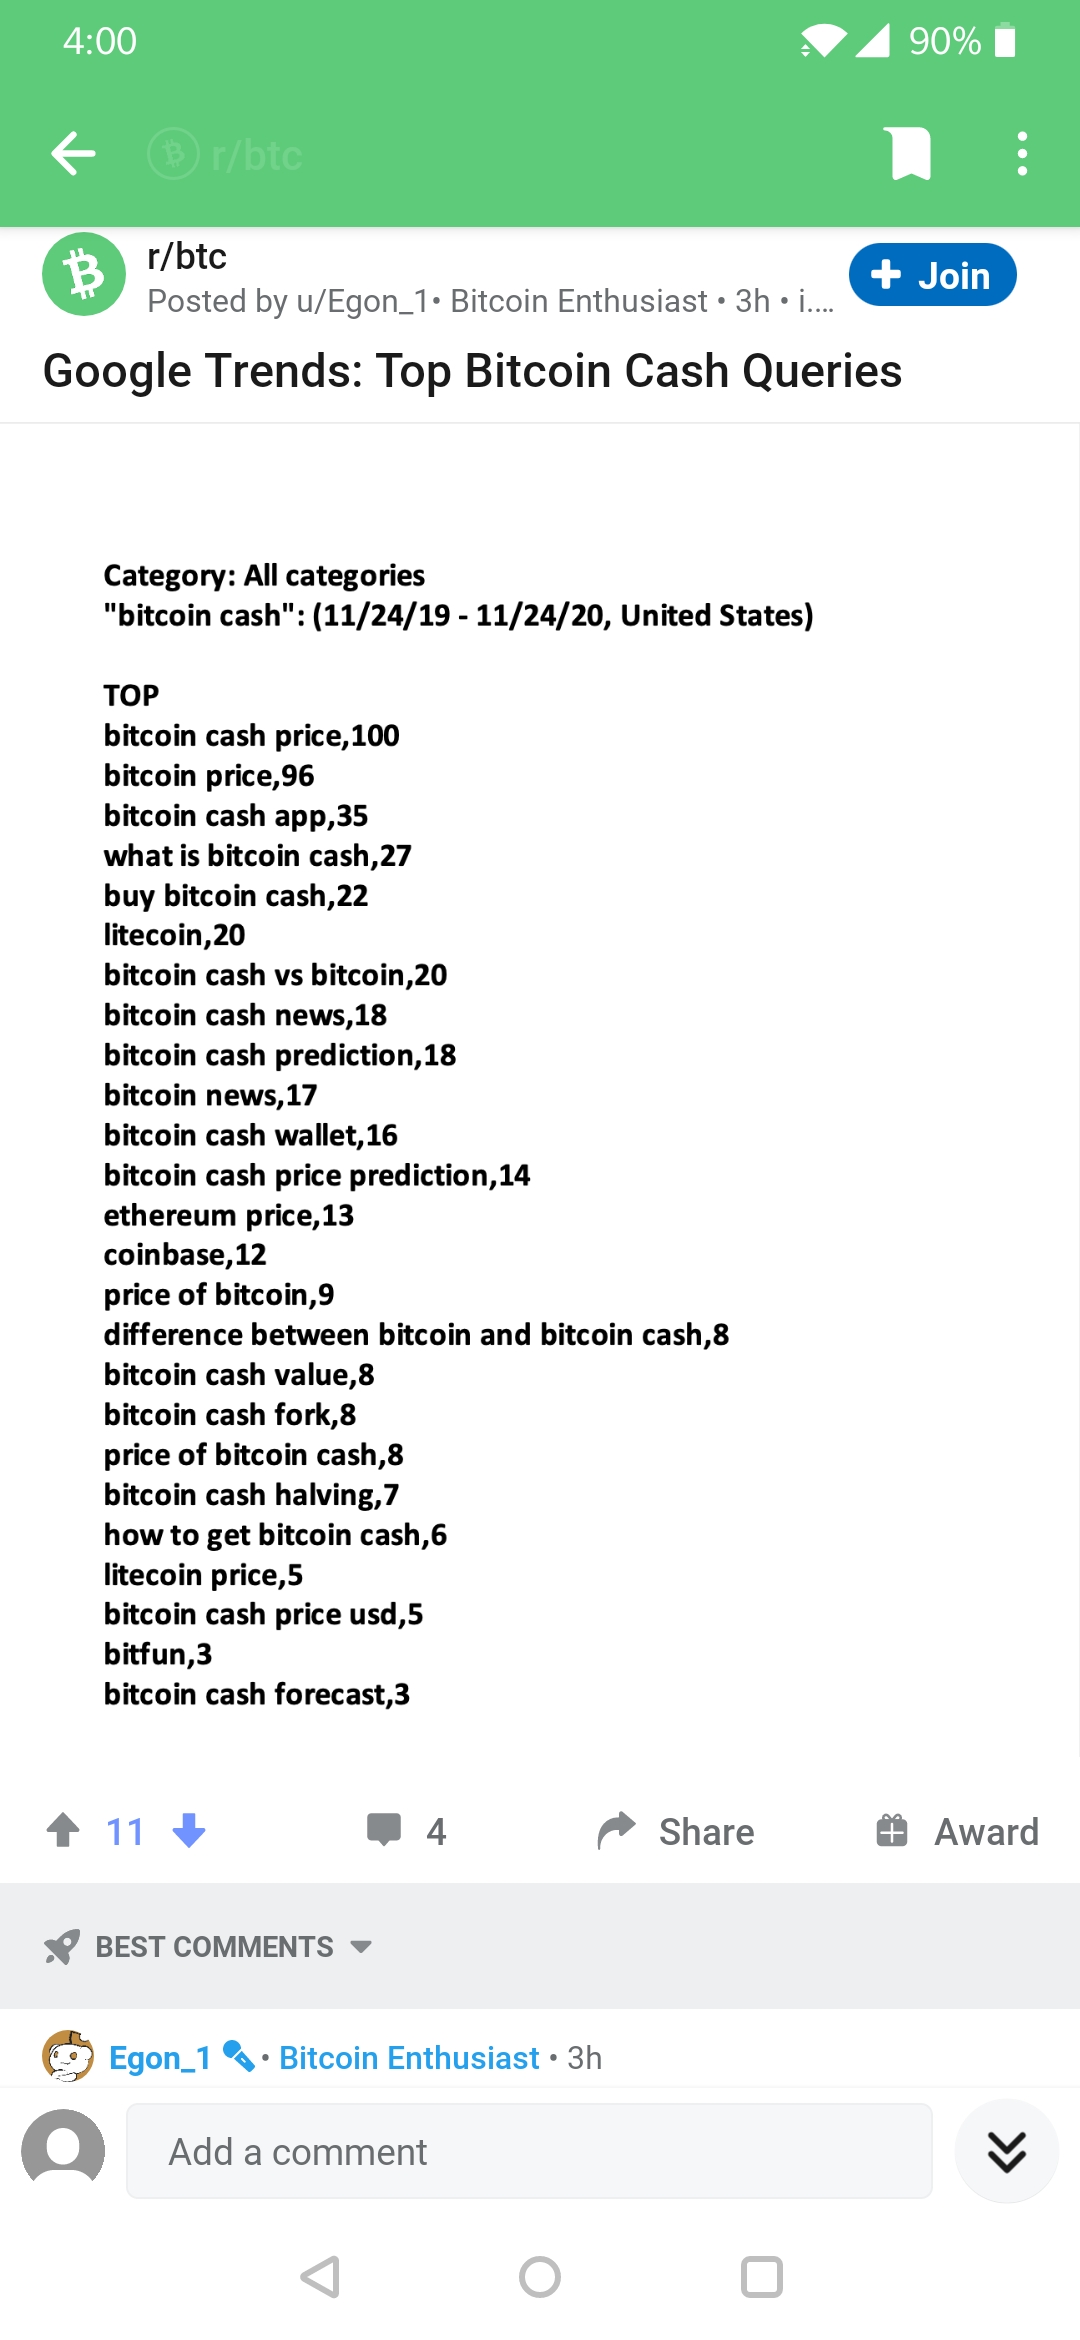 4:00
90%
r/btc
r/btc
Join
Posted by u/Egon_1• Bitcoin Enthusiast • 3h • i....
Google Trends: Top Bitcoin Cash Queries
Category: All categories
"bitcoin cash": (11/24/19 - 11/24/20, United States)
TOP
bitcoin cash price,100
bitcoin price,96
bitcoin cash app,35
what is bitcoin cash,27
buy bitcoin cash,22
litecoin,20
bitcoin cash vs bitcoin,20
bitcoin cash news,18
bitcoin cash prediction,18
bitcoin news,17
bitcoin cash wallet,16
bitcoin cash price prediction,14
ethereum price,13
coinbase,12
price of bitcoin,9
difference between bitcoin and bitcoin cash,8
bitcoin cash value,8
bitcoin cash fork,8
price of bitcoin cash,8
bitcoin cash halving,7
how to get bitcoin cash,6
litecoin price,5
bitcoin cash price usd,5
bitfun,3
bitcoin cash forecast,3
11 4 Share Award
BEST COMMENTS
Egon_1 • Bitcoin Enthusiast • 3h
Add a comment